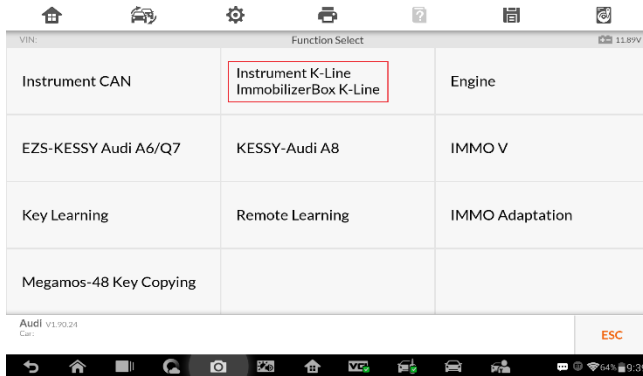 VIN:
Function Select
11.89V
Instrument CAN
Instrument K-Line
ImmobilizerBox K-Line
Engine
EZS-KESSY Audi A6/Q7
KESSY-Audi A8
IMMO V
Key Learning
Remote Learning
IMMO Adaptation
Megamos-48 Key Copying
Audi V1.90.24
Car:
ESC
64%